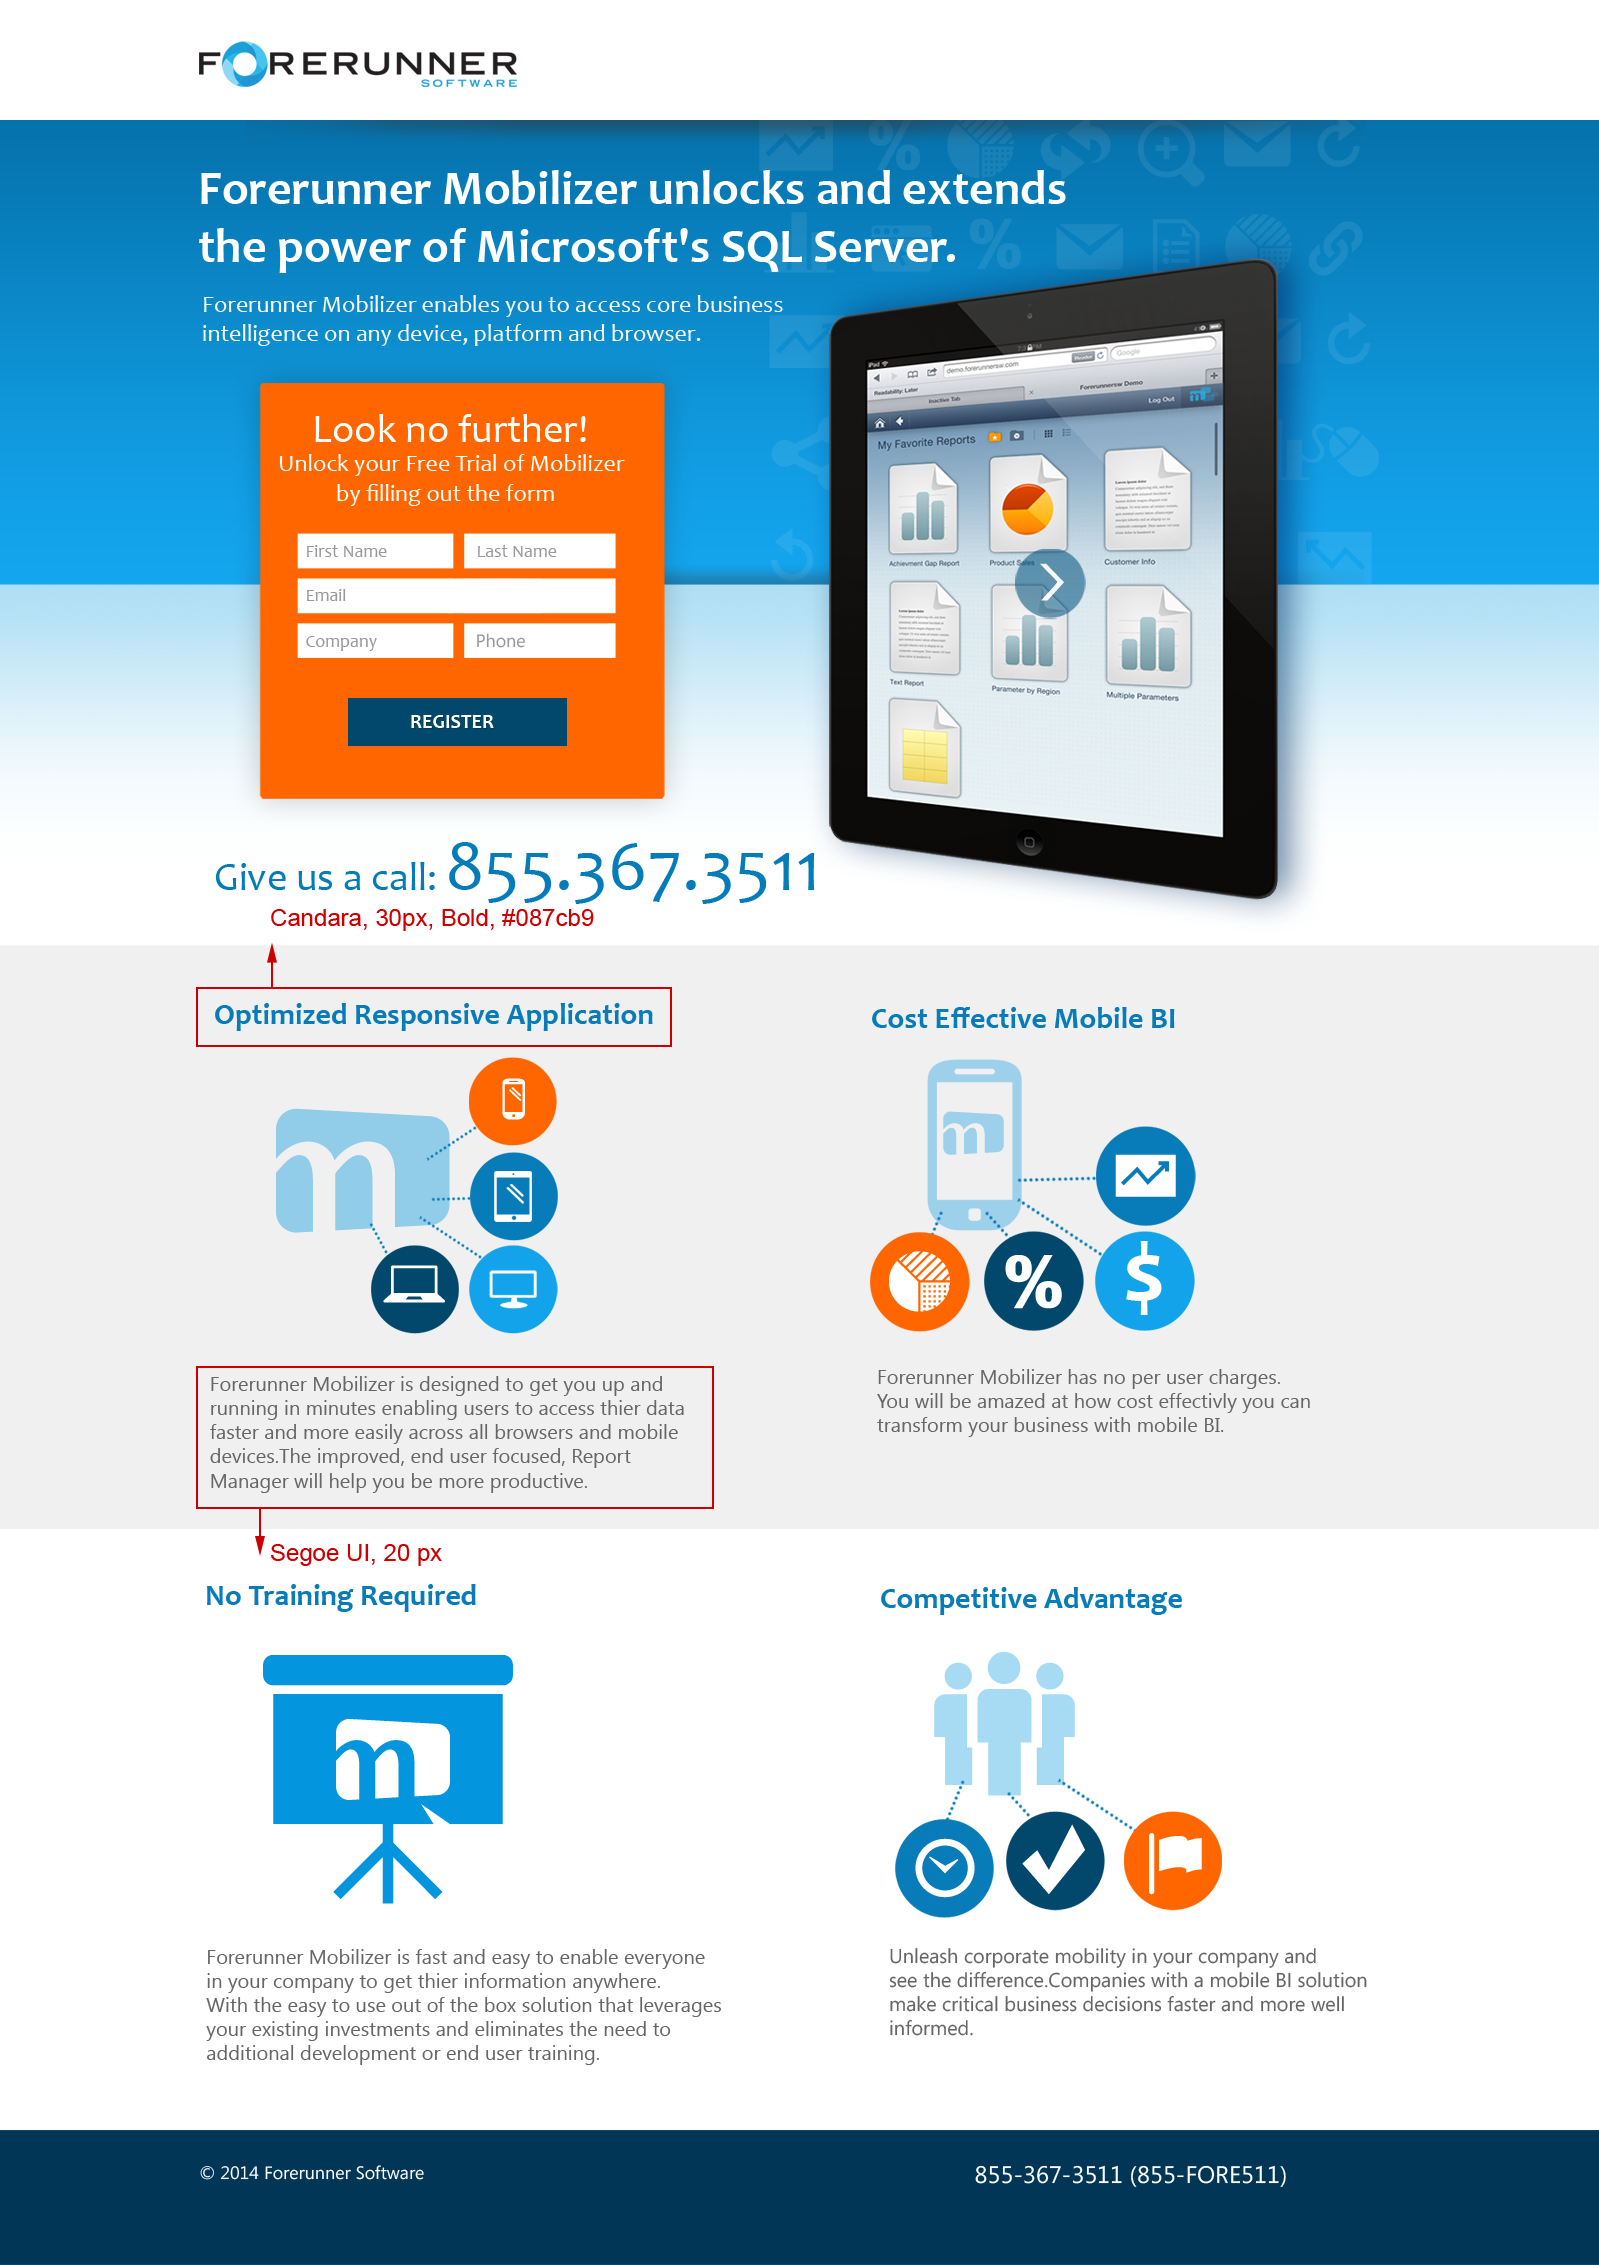 FORERUNNER
SOFTWARE
Forerunner Mobilizer unlocks and extends
the power of Microsoft's SQL Server.
Forerunner Mobilizer enables you to access core business
intelligence on any device, platform and browser.
Look no further!
Unlock your Free Trial of Mobilizer
by filling out the form
First Name
Last Name
Email
Company
Phone
REGISTER
iPad
demo.forerunnersw.com
Google
Readability: Later
Inactive Tab
Forerunnersw Demo
Log Out
My Favorite Reports
Achievment Gap Report
Product Sales
Customer Info
Text Report
Parameter by Region
Multiple Parameters
Give us a call: 855.367.3511
Candara, 30px, Bold, #087cb9
Optimized Responsive Application
Cost Effective Mobile BI
m
m
%
$
Forerunner Mobilizer is designed to get you up and
running in minutes enabling users to access thier data
faster and more easily across all browsers and mobile
devices.The improved, end user focused, Report
Manager will help you be more productive.
Forerunner Mobilizer has no per user charges.
You will be amazed at how cost effectivly you can
transform your business with mobile BI.
Segoe UI, 20 px
No Training Required
Competitive Advantage
m
Forerunner Mobilizer is fast and easy to enable everyone
in your company to get thier information anywhere.
With the easy to use out of the box solution that leverages
your existing investments and eliminates the need to
additional development or end user training.
Unleash corporate mobility in your company and
see the difference.Companies with a mobile BI solution
make critical business decisions faster and more well
informed.
© 2014 Forerunner Software
855-367-3511 (855-FORE511)